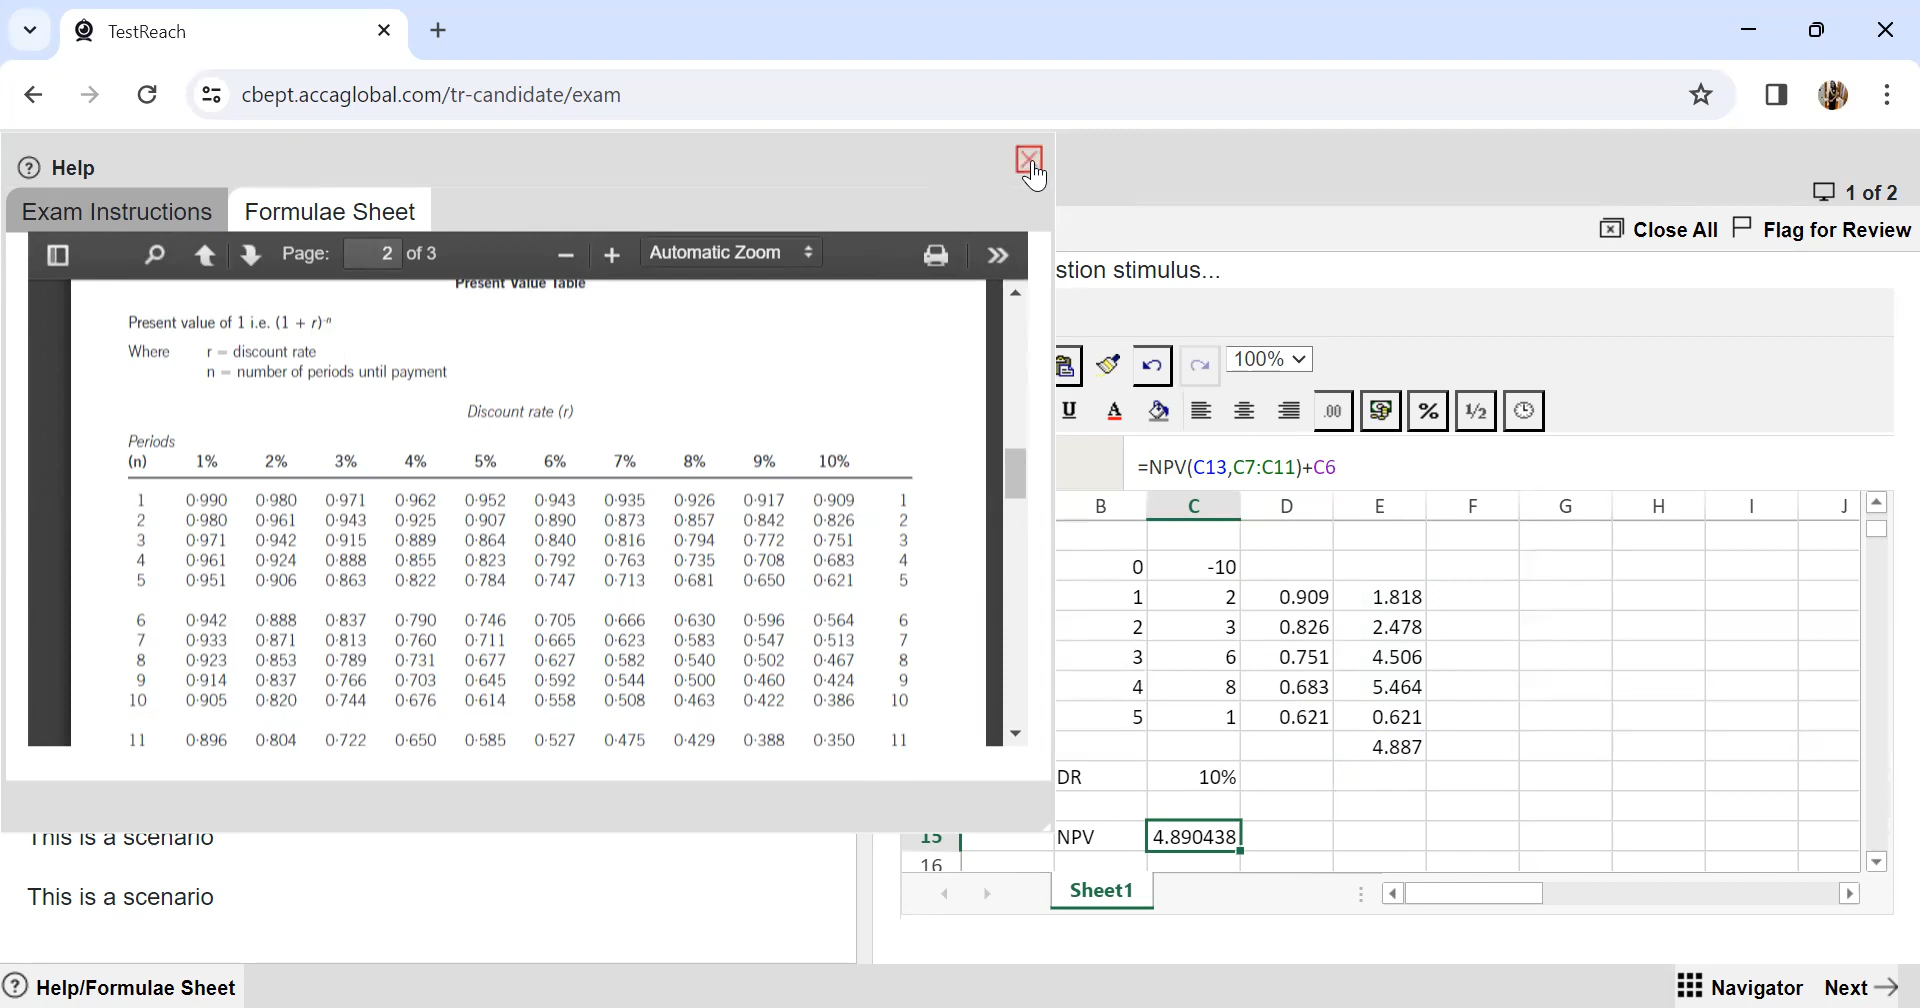 TestReach
cbept.accaglobal.com/tr-candidate/exam
Help
Exam Instructions Formulae Sheet
Page: 2 of 3 Automatic Zoom
Present Value Table
Present value of 1 i.e. (1 + r)⁻ⁿ
Where r = discount rate
n = number of periods until payment
Discount rate (r)
Periods
(n) 1% 2% 3% 4% 5% 6% 7% 8% 9% 10%
1 0·990 0·980 0·971 0·962 0·952 0·943 0·935 0·926 0·917 0·909 1
2 0·980 0·961 0·943 0·925 0·907 0·890 0·873 0·857 0·842 0·826 2
3 0·971 0·942 0·915 0·889 0·864 0·840 0·816 0·794 0·772 0·751 3
4 0·961 0·924 0·888 0·855 0·823 0·792 0·763 0·735 0·708 0·683 4
5 0·951 0·906 0·863 0·822 0·784 0·747 0·713 0·681 0·650 0·621 5
6 0·942 0·888 0·837 0·790 0·746 0·705 0·666 0·630 0·596 0·564 6
7 0·933 0·871 0·813 0·760 0·711 0·665 0·623 0·583 0·547 0·513 7
8 0·923 0·853 0·789 0·731 0·677 0·627 0·582 0·540 0·502 0·467 8
9 0·914 0·837 0·766 0·703 0·645 0·592 0·544 0·500 0·460 0·424 9
10 0·905 0·820 0·744 0·676 0·614 0·558 0·508 0·463 0·422 0·386 10
11 0·896 0·804 0·722 0·650 0·585 0·527 0·475 0·429 0·388 0·350 11
This is a scenario
This is a scenario
1 of 2
Close All Flag for Review
stion stimulus...
100%
U A .00 % 1/2
=NPV(C13,C7:C11)+C6
B C D E F G H I J
0 -10
1 2 0.909 1.818
2 3 0.826 2.478
3 6 0.751 4.506
4 8 0.683 5.464
5 1 0.621 0.621
4.887
DR 10%
15 NPV 4.890438
16
Sheet1
Help/Formulae Sheet Navigator Next